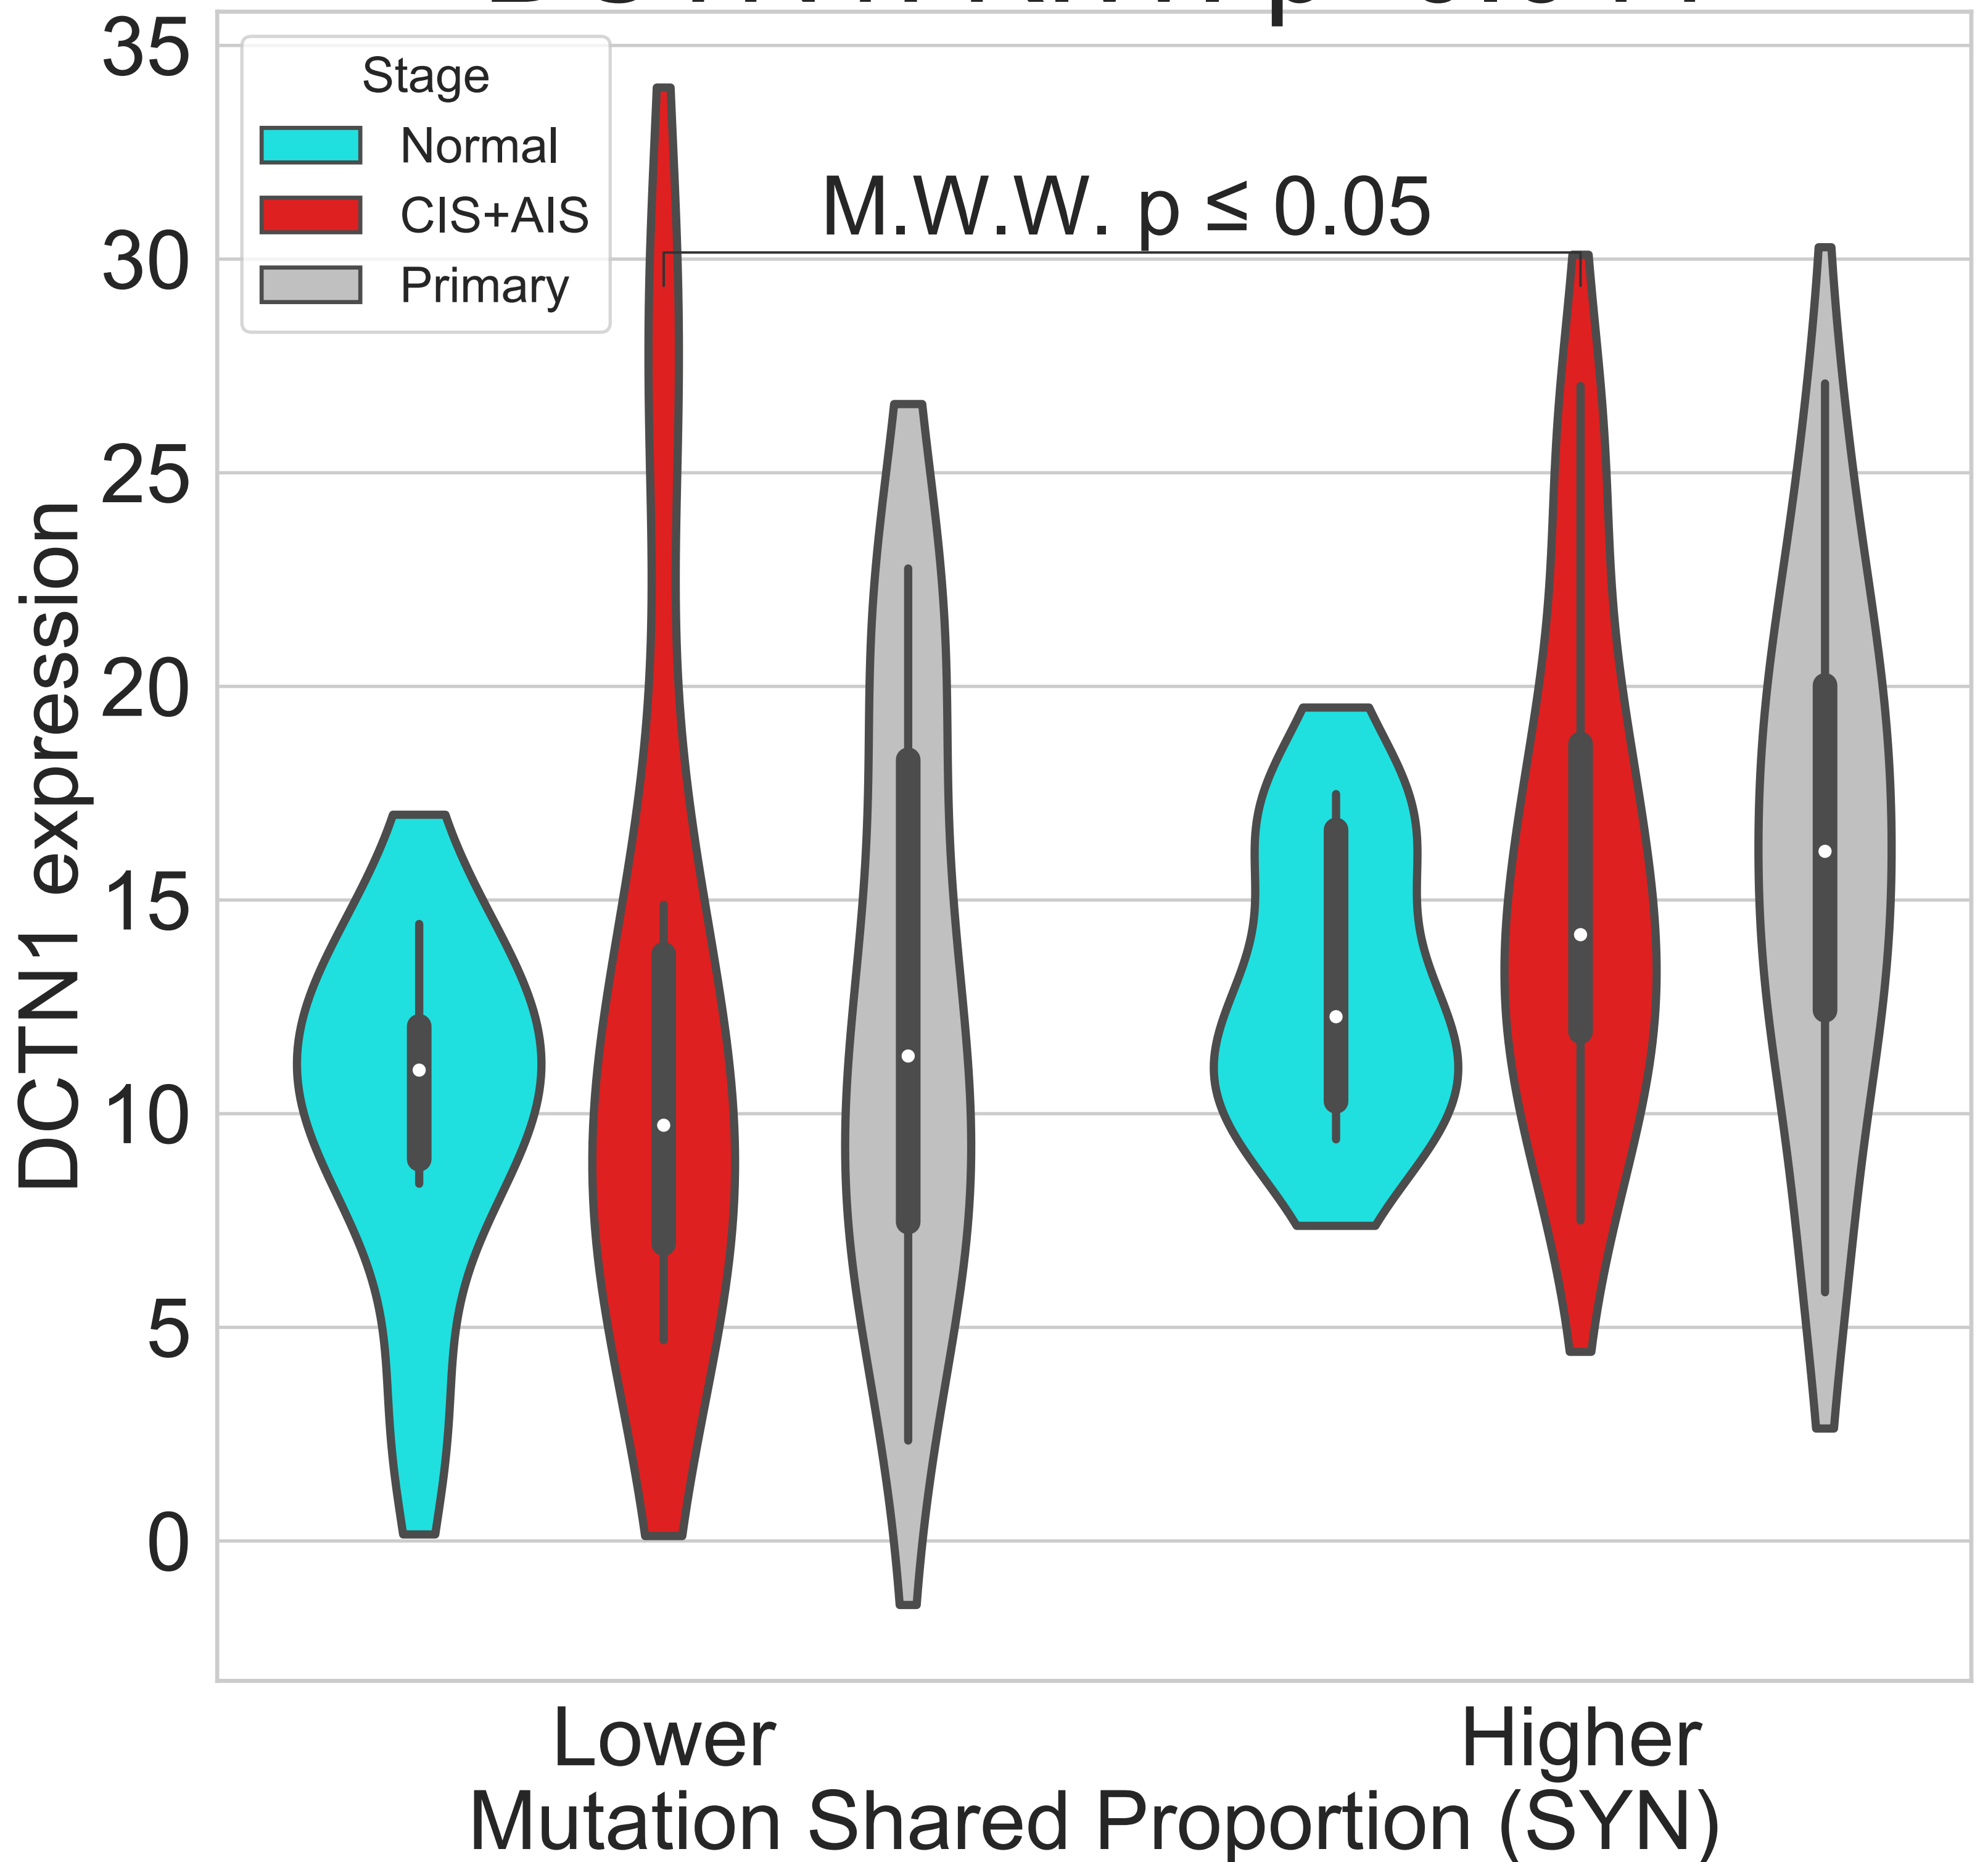 35
30
25
20
15
10
5
0
DCTN1 expression
Stage
Normal
CIS+AIS
Primary
M.W.W. p ≤ 0.05
Lower
Higher
Mutation Shared Proportion (SYN)